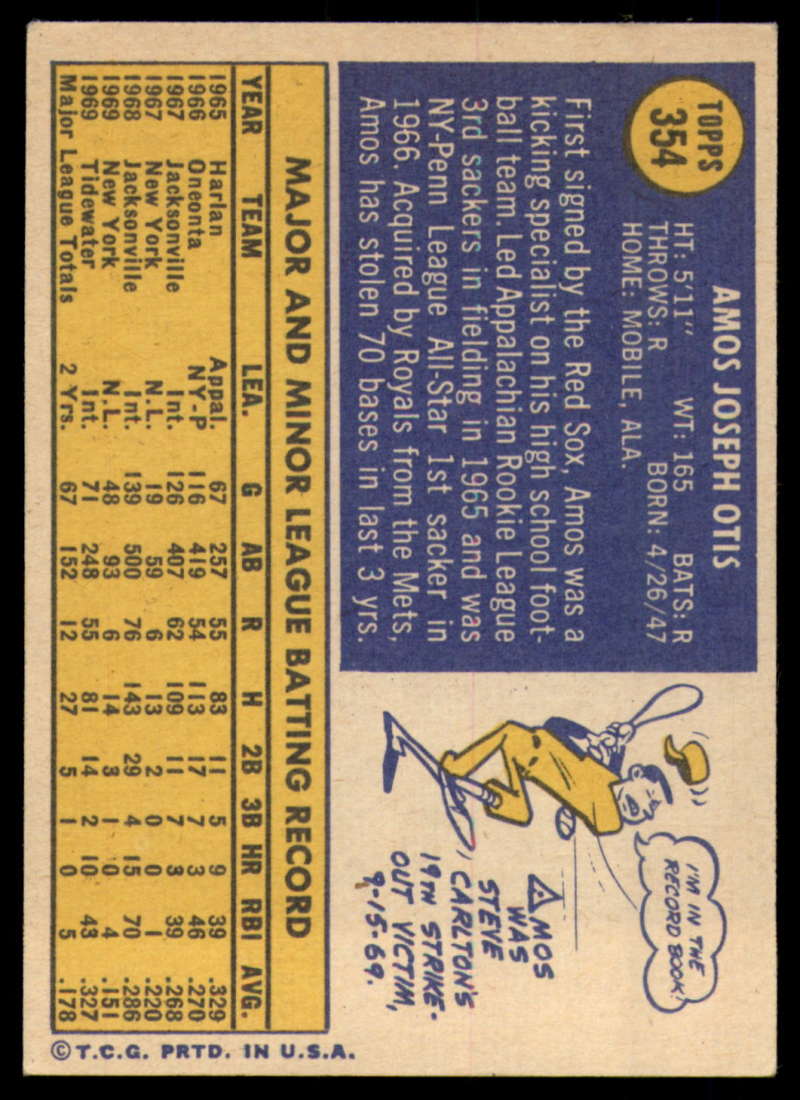 TOPPS
354
AMOS JOSEPH OTIS
HT: 5'11" WT: 165 BATS: R
THROWS: R BORN: 4/26/47
HOME: MOBILE, ALA.
First signed by the Red Sox, Amos was a
kicking specialist on his high school foot-
ball team. Led Appalachian Rookie League
3rd sackers in fielding in 1965 and was
NY-Penn League All-Star 1st sacker in
1966. Acquired by Royals from the Mets,
Amos has stolen 70 bases in last 3 yrs.
I'M IN THE
RECORD BOOK!
AMOS
WAS
STEVE
CARLTON'S
19TH STRIKE-
OUT VICTIM,
9-15-69.
MAJOR AND MINOR LEAGUE BATTING RECORD
YEAR TEAM LEA. G AB R H 2B 3B HR RBI AVG.
1965 Harlan Appal. 67 257 55 83 11 5 9 39 .329
1966 Oneonta NY-P 116 419 54 113 17 7 3 46 .270
1967 Jacksonville Int. 126 407 62 109 11 7 3 39 .268
1967 New York N.L. 19 59 6 13 2 0 0 1 .220
1968 Jacksonville Int. 139 500 76 143 29 4 15 70 .286
1969 New York N.L. 48 93 6 14 3 1 0 4 .151
1969 Tidewater Int. 71 248 55 81 14 2 10 43 .327
Major League Totals 2 Yrs. 67 152 12 27 5 1 0 5 .178
© T.C.G. PRTD. IN U.S.A.